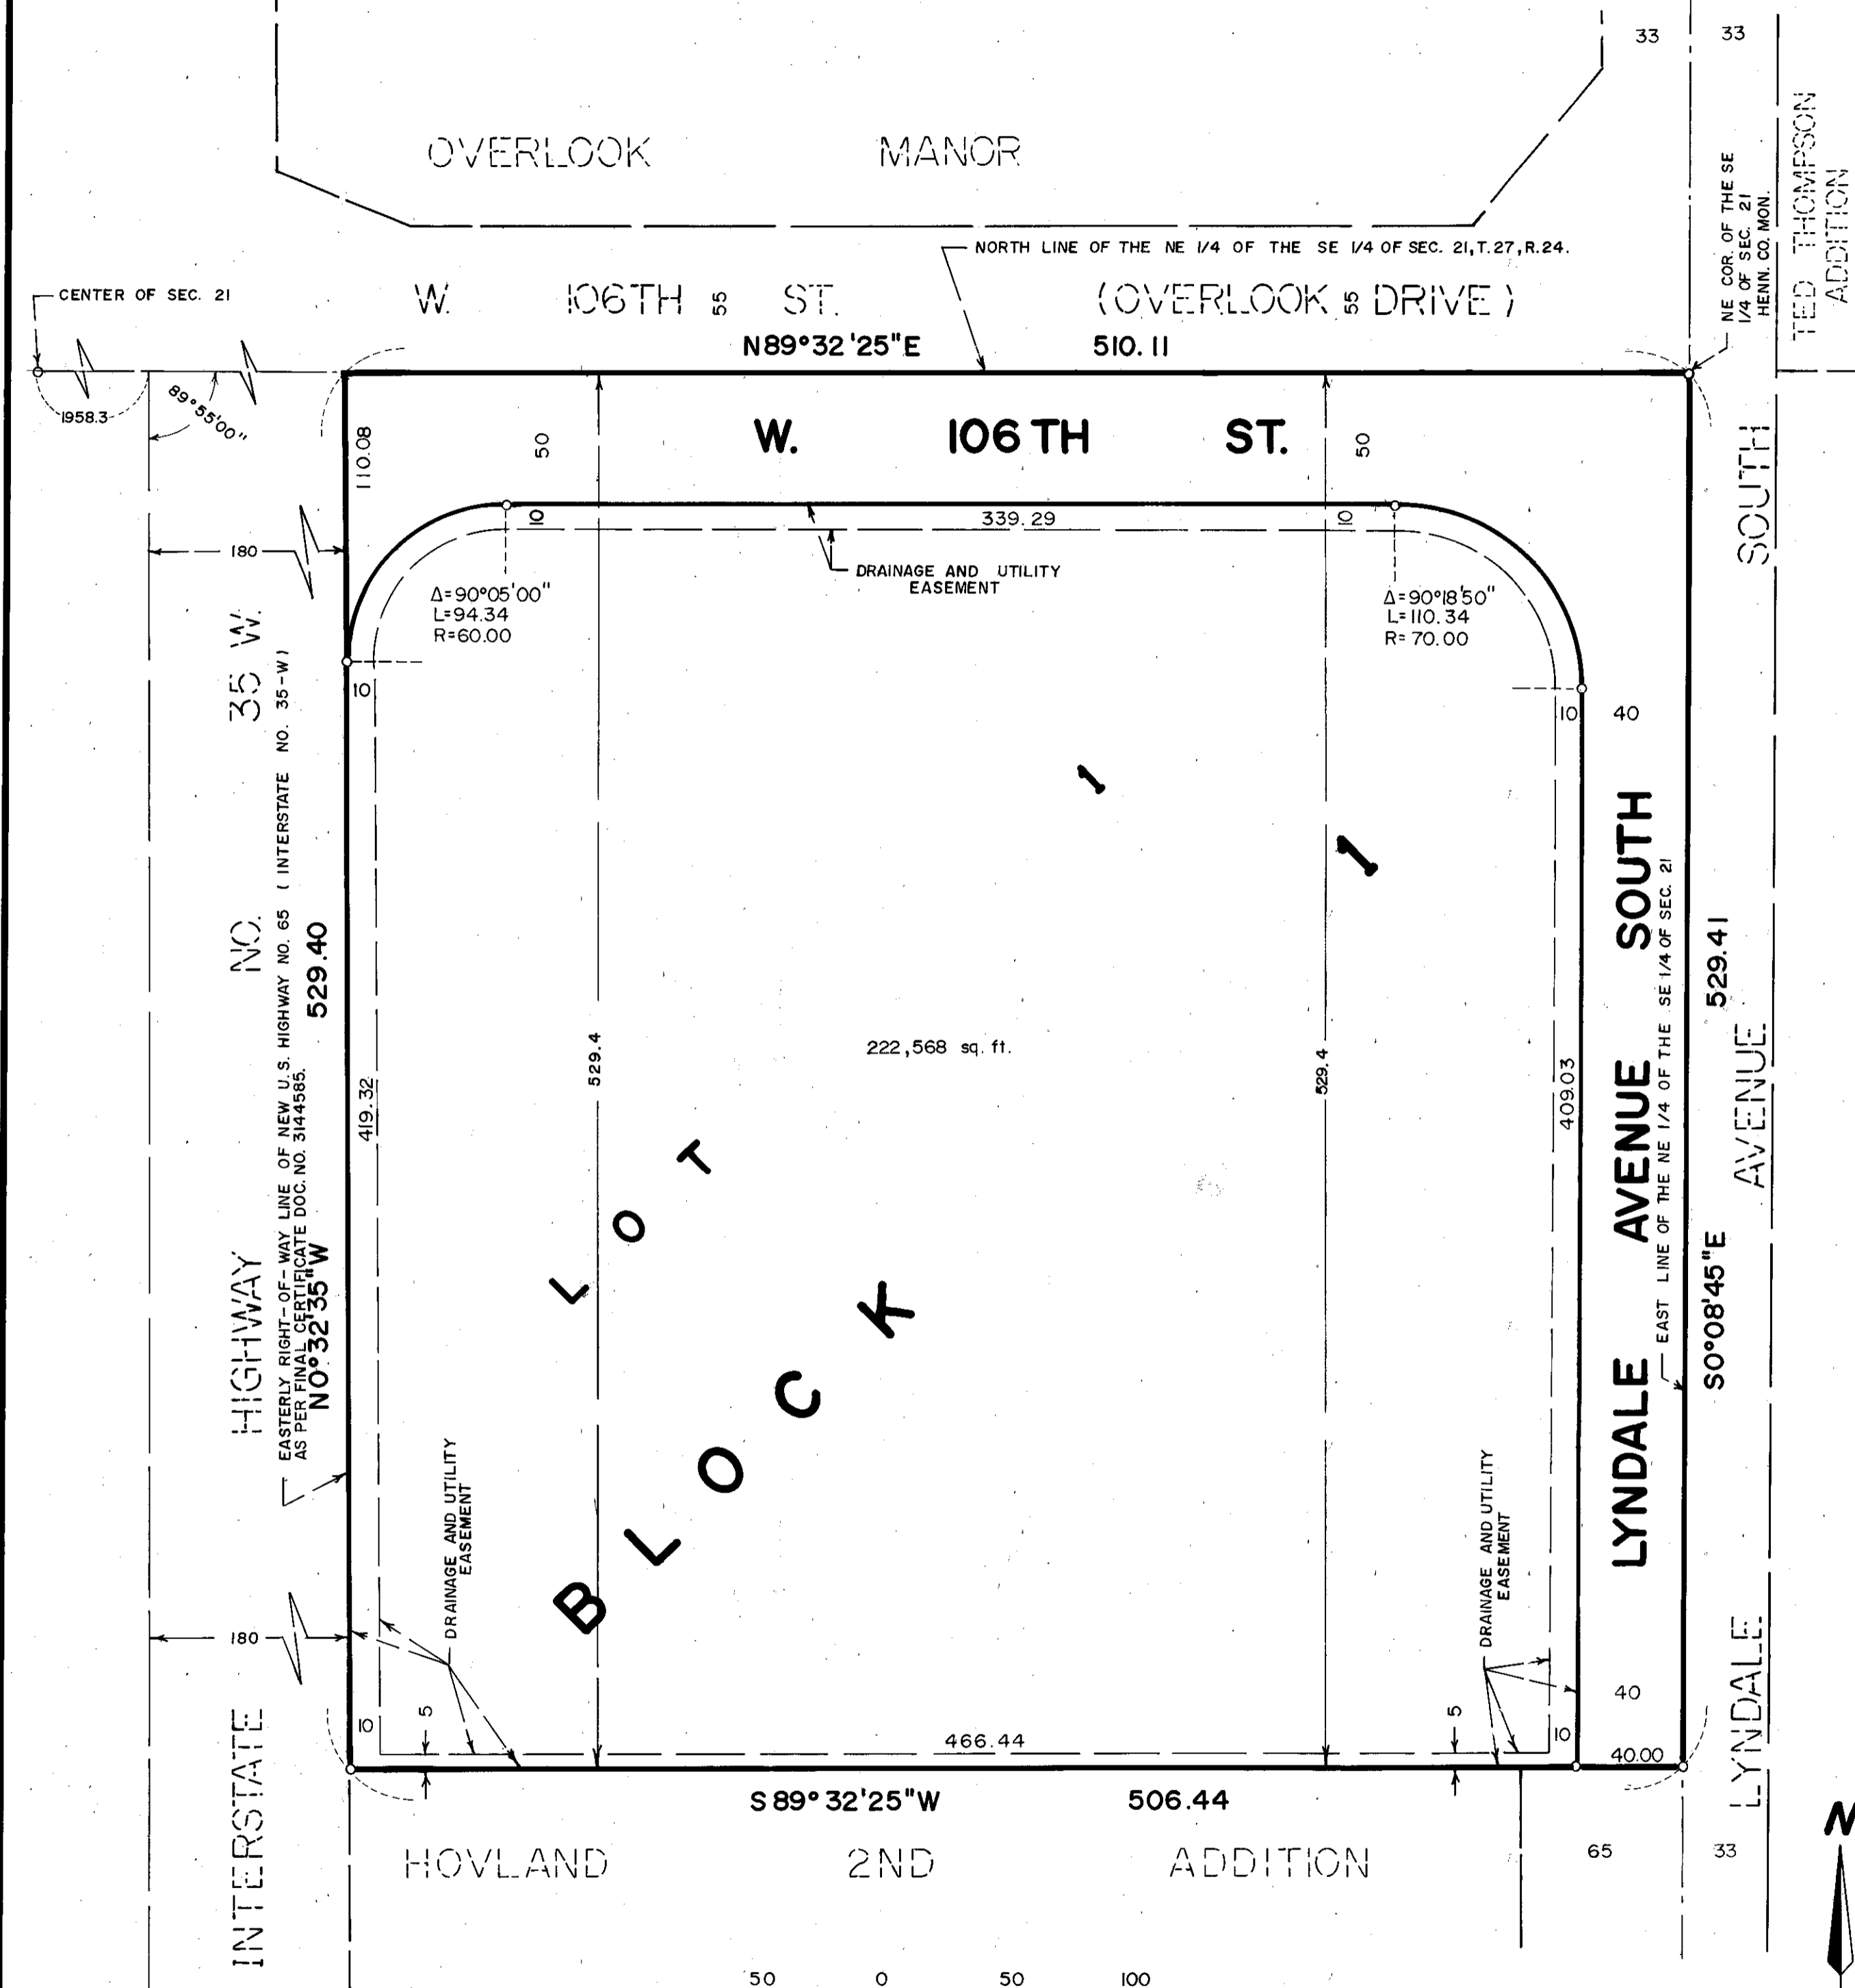 33
33
OVERLOOK MANOR
TED THOMPSON
ADDITION
NE COR. OF THE SE
1/4 OF SEC. 21
HENN. CO. MON.
NORTH LINE OF THE NE 1/4 OF THE SE 1/4 OF SEC. 21, T. 27, R. 24.
CENTER OF SEC. 21
W. 106TH 55 ST. (OVERLOOK 55 DRIVE)
N89°32'25"E 510.11
1958.3
89°55'00"
110.08
50
W. 106TH ST.
50
10
339.29
10
180
DRAINAGE AND UTILITY
EASEMENT
Δ=90°05'00"
L=94.34
R=60.00
Δ=90°18'50"
L=110.34
R=70.00
10
10
40
1
1
INTERSTATE HIGHWAY NO. 35 W.
EASTERLY RIGHT-OF-WAY LINE OF NEW U.S. HIGHWAY NO. 65 (INTERSTATE NO. 35-W)
AS PER FINAL CERTIFICATE DOC. NO. 3144585.
N0°32'35"W 529.40
419.32
529.4
222,568 sq. ft.
529.4
409.03
LYNDALE AVENUE SOUTH
EAST LINE OF THE NE 1/4 OF THE SE 1/4 OF SEC. 21
S0°08'45"E 529.41
LYNDALE AVENUE SOUTH
LOT
BLOCK
DRAINAGE AND UTILITY
EASEMENT
DRAINAGE AND UTILITY
EASEMENT
180
40
10
5
466.44
5
10
40.00
S89°32'25"W 506.44
N
HOVLAND 2ND ADDITION
65
33
50 0 50 100